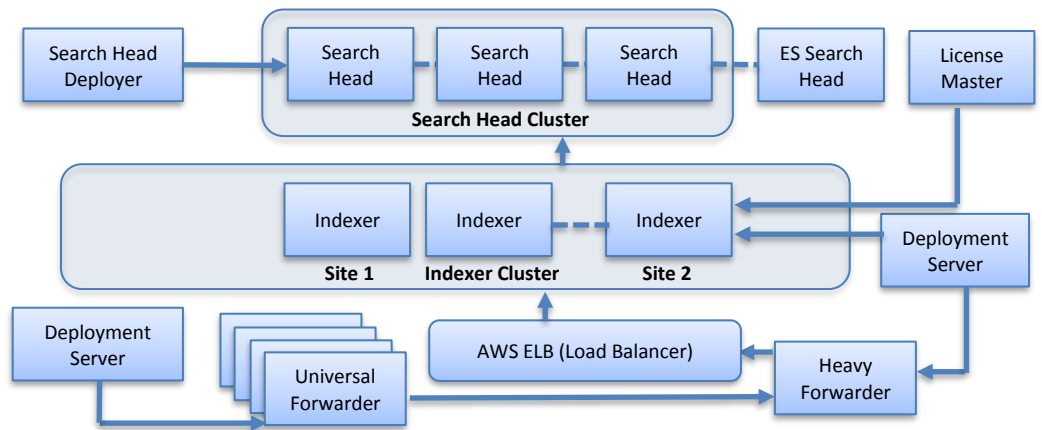 Search Head
Deployer
Search
Head
Search
Head
Search
Head
ES Search
Head
License
Master
Search Head Cluster
Indexer
Indexer
Indexer
Site 1
Indexer Cluster
Site 2
Deployment
Server
Deployment
Server
Universal
Forwarder
AWS ELB (Load Balancer)
Heavy
Forwarder